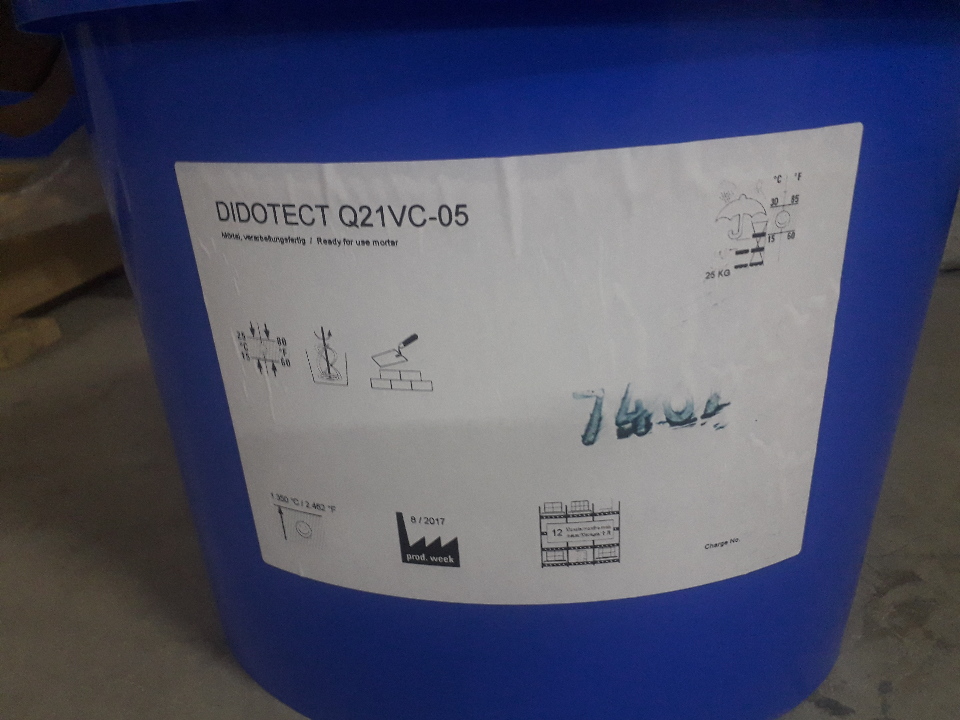 DIDOTECT Q21VC-05
Mörtel, verarbeitungsfertig / Ready for use mortar
°C °F
30 85
15 60
25 KG
25 80
°C °F
15 60
1.350 °C / 2.462 °F
8 / 2017
prod. week
12
Charge No.